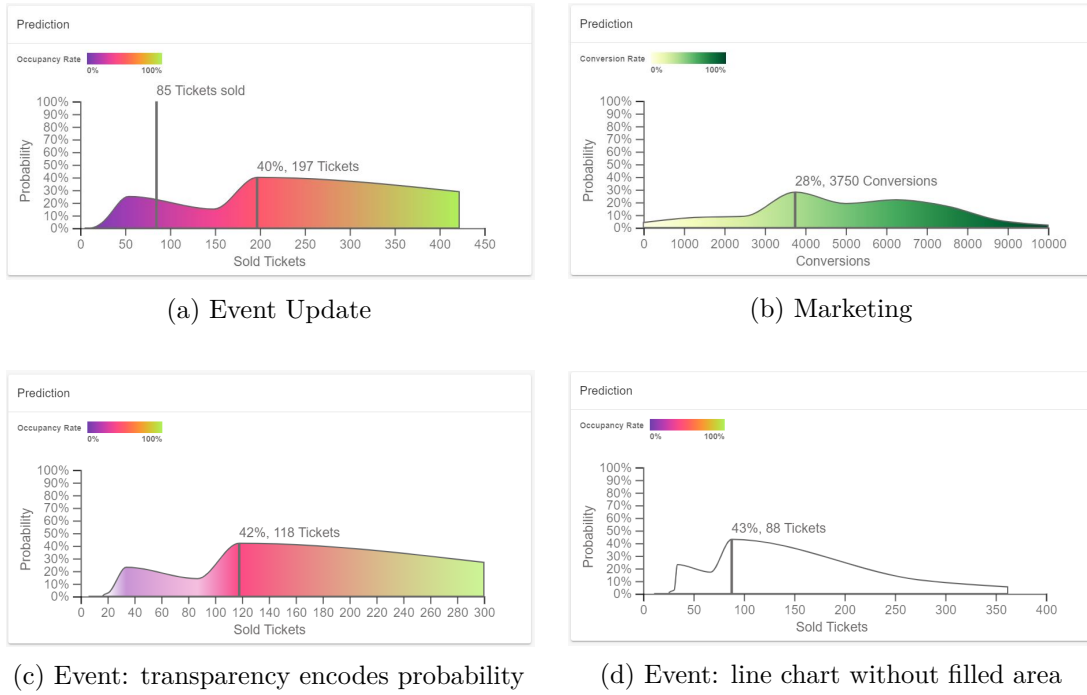 Prediction
Occupancy Rate
0% 100%
85 Tickets sold
40%, 197 Tickets
100%
90%
80%
70%
60%
50%
40%
30%
20%
10%
0%
Probability
0 50 100 150 200 250 300 350 400 450
Sold Tickets
(a) Event Update
Prediction
Conversion Rate
0% 100%
28%, 3750 Conversions
100%
90%
80%
70%
60%
50%
40%
30%
20%
10%
0%
Probability
0 1000 2000 3000 4000 5000 6000 7000 8000 9000 10000
Conversions
(b) Marketing
Prediction
Occupancy Rate
0% 100%
42%, 118 Tickets
100%
90%
80%
70%
60%
50%
40%
30%
20%
10%
0%
Probability
0 20 40 60 80 100 120 140 160 180 200 220 240 260 280 300
Sold Tickets
(c) Event: transparency encodes probability
Prediction
Occupancy Rate
0% 100%
43%, 88 Tickets
100%
90%
80%
70%
60%
50%
40%
30%
20%
10%
0%
Probability
0 50 100 150 200 250 300 350 400
Sold Tickets
(d) Event: line chart without filled area